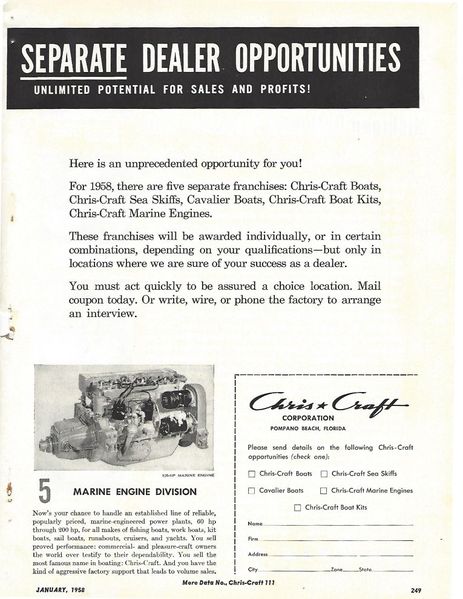 SEPARATE DEALER OPPORTUNITIES
UNLIMITED POTENTIAL FOR SALES AND PROFITS!
Here is an unprecedented opportunity for you!
For 1958, there are five separate franchises: Chris-Craft Boats,
Chris-Craft Sea Skiffs, Cavalier Boats, Chris-Craft Boat Kits,
Chris-Craft Marine Engines.
These franchises will be awarded individually, or in certain
combinations, depending on your qualifications—but only in
locations where we are sure of your success as a dealer.
You must act quickly to be assured a choice location. Mail
coupon today. Or write, wire, or phone the factory to arrange
an interview.
MARINE ENGINE
5 MARINE ENGINE DIVISION
Now's your chance to handle an established line of reliable,
popularly priced, marine-engineered power plants, 60 hp
through 200 hp, for all makes of fishing boats, work boats, kit
boats, sail boats, runabouts, cruisers, and yachts. You sell
proved performance: commercial- and pleasure-craft owners
the world over testify to their dependability. You sell the
most famous name in boating: Chris-Craft. And you have the
kind of aggressive factory support that leads to volume sales.
Chris★Craft
CORPORATION
POMPANO BEACH, FLORIDA
Please send details on the following Chris-Craft
opportunities (check one):
Chris-Craft Boats Chris-Craft Sea Skiffs
Cavalier Boats Chris-Craft Marine Engines
Chris-Craft Boat Kits
Name
Firm
Address
City Zone State
More Data No., Chris-Craft 111
JANUARY, 1958
249